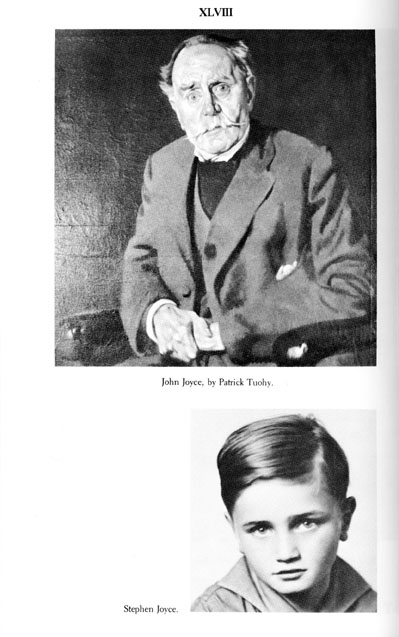 XLVIII
John Joyce, by Patrick Tuohy.
Stephen Joyce.